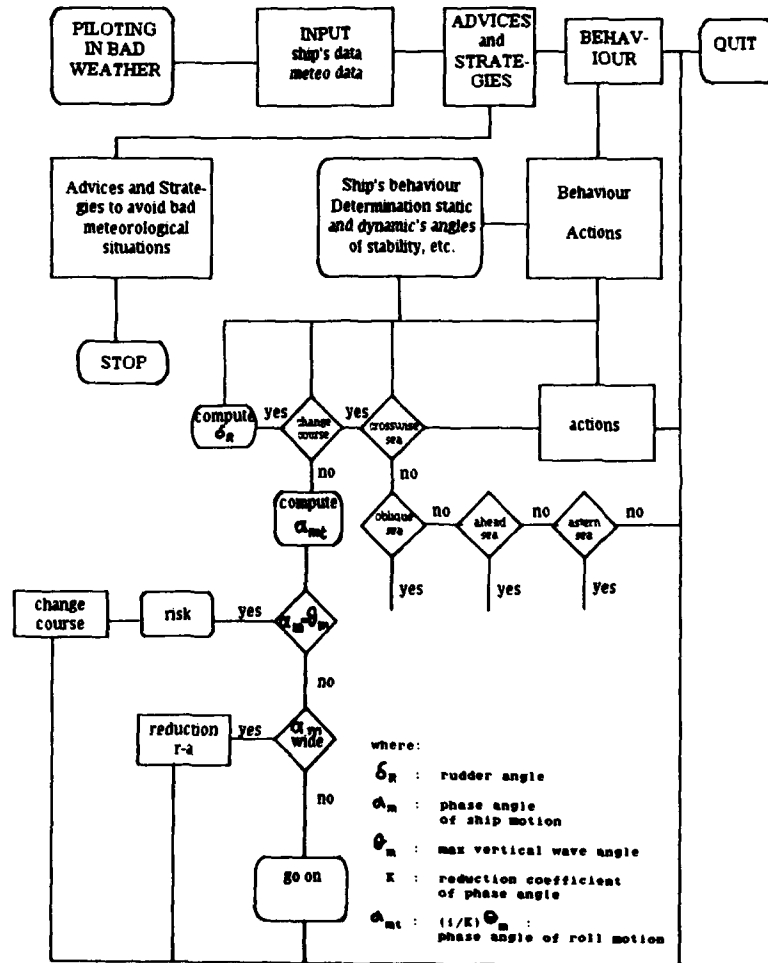 PILOTING
IN BAD
WEATHER
INPUT
ship's data
meteo data
ADVICES
and
STRATE-
GIES
BEHAV-
IOUR
QUIT
Advices and Strate-
gies to avoid bad
meteorological
situations
Ship's behaviour
Determination static
and dynamic's angles
of stability, etc.
Behaviour
Actions
STOP
compute
δR
yes
change
course
yes
crosswise
sea
actions
no
no
compute
αmt
oblique
sea
no
ahead
sea
no
astern
sea
no
yes
yes
yes
change
course
risk
yes
αm=θm
no
reduction
r-a
yes
αm
wide
no
go on
where:
δR : rudder angle
αm : phase angle
of ship motion
θm : max vertical wave angle
K : reduction coefficient
of phase angle
αmt : (1/K) θm :
phase angle of roll motion